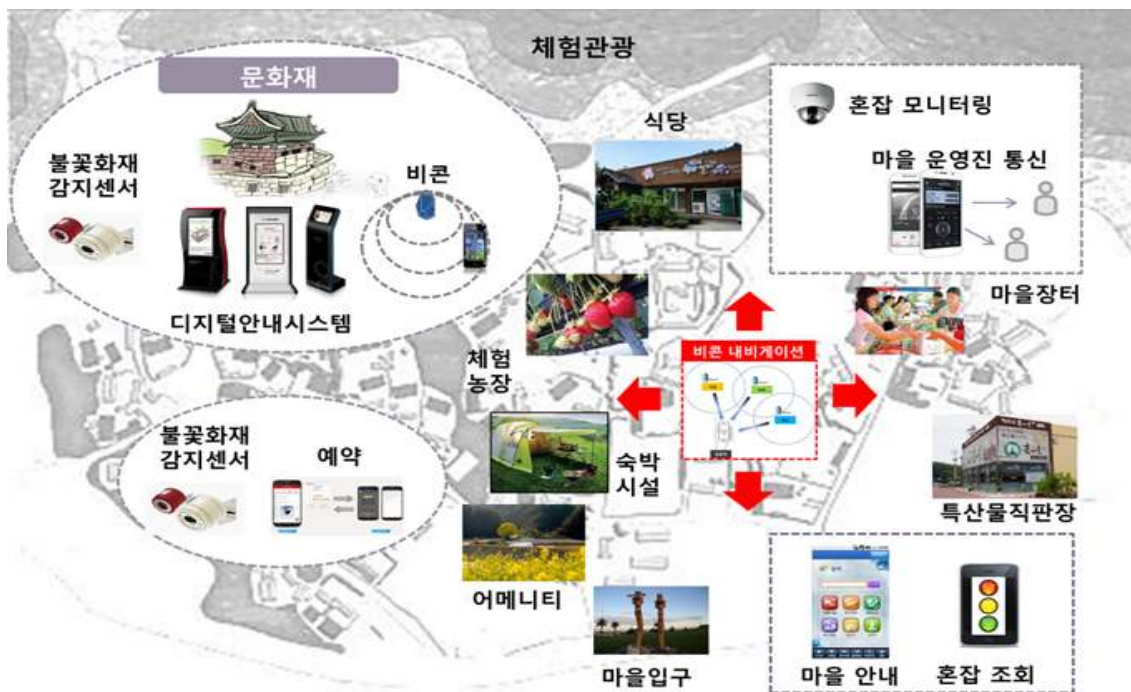 체험관광
문화재
불꽃화재
감지센서
비콘
디지털안내시스템
식당
혼잡 모니터링
마을 운영진 통신
마을장터
비콘 내비게이션
체험
농장
불꽃화재
감지센서
예약
숙박
시설
특산물직판장
어메니티
마을입구
마을 안내
혼잡 조회